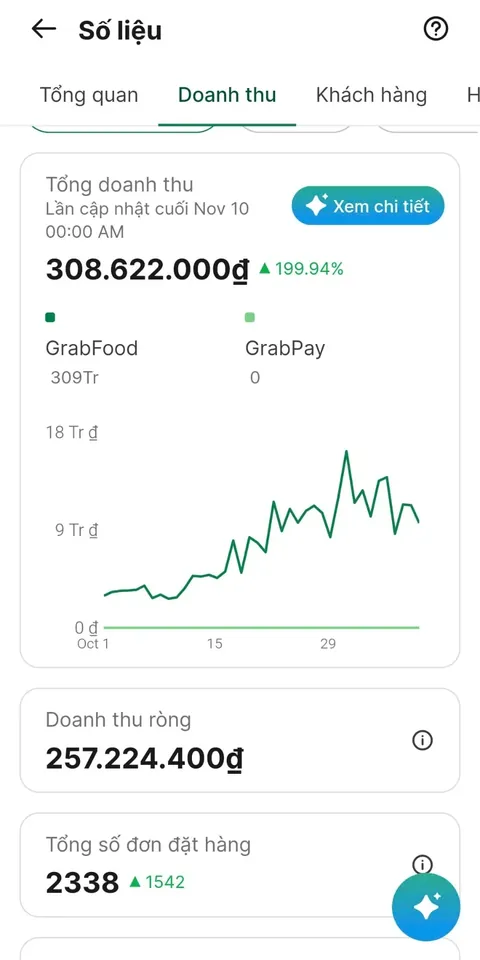 Số liệu
Tổng quan Doanh thu Khách hàng H
Tổng doanh thu
Lần cập nhật cuối Nov 10
00:00 AM
Xem chi tiết
308.622.000₫ ▲ 199.94%
GrabFood GrabPay
309Tr 0
18 Tr ₫
9 Tr ₫
0 ₫
Oct 1 15 29
Doanh thu ròng
257.224.400₫
Tổng số đơn đặt hàng
2338 ▲ 1542